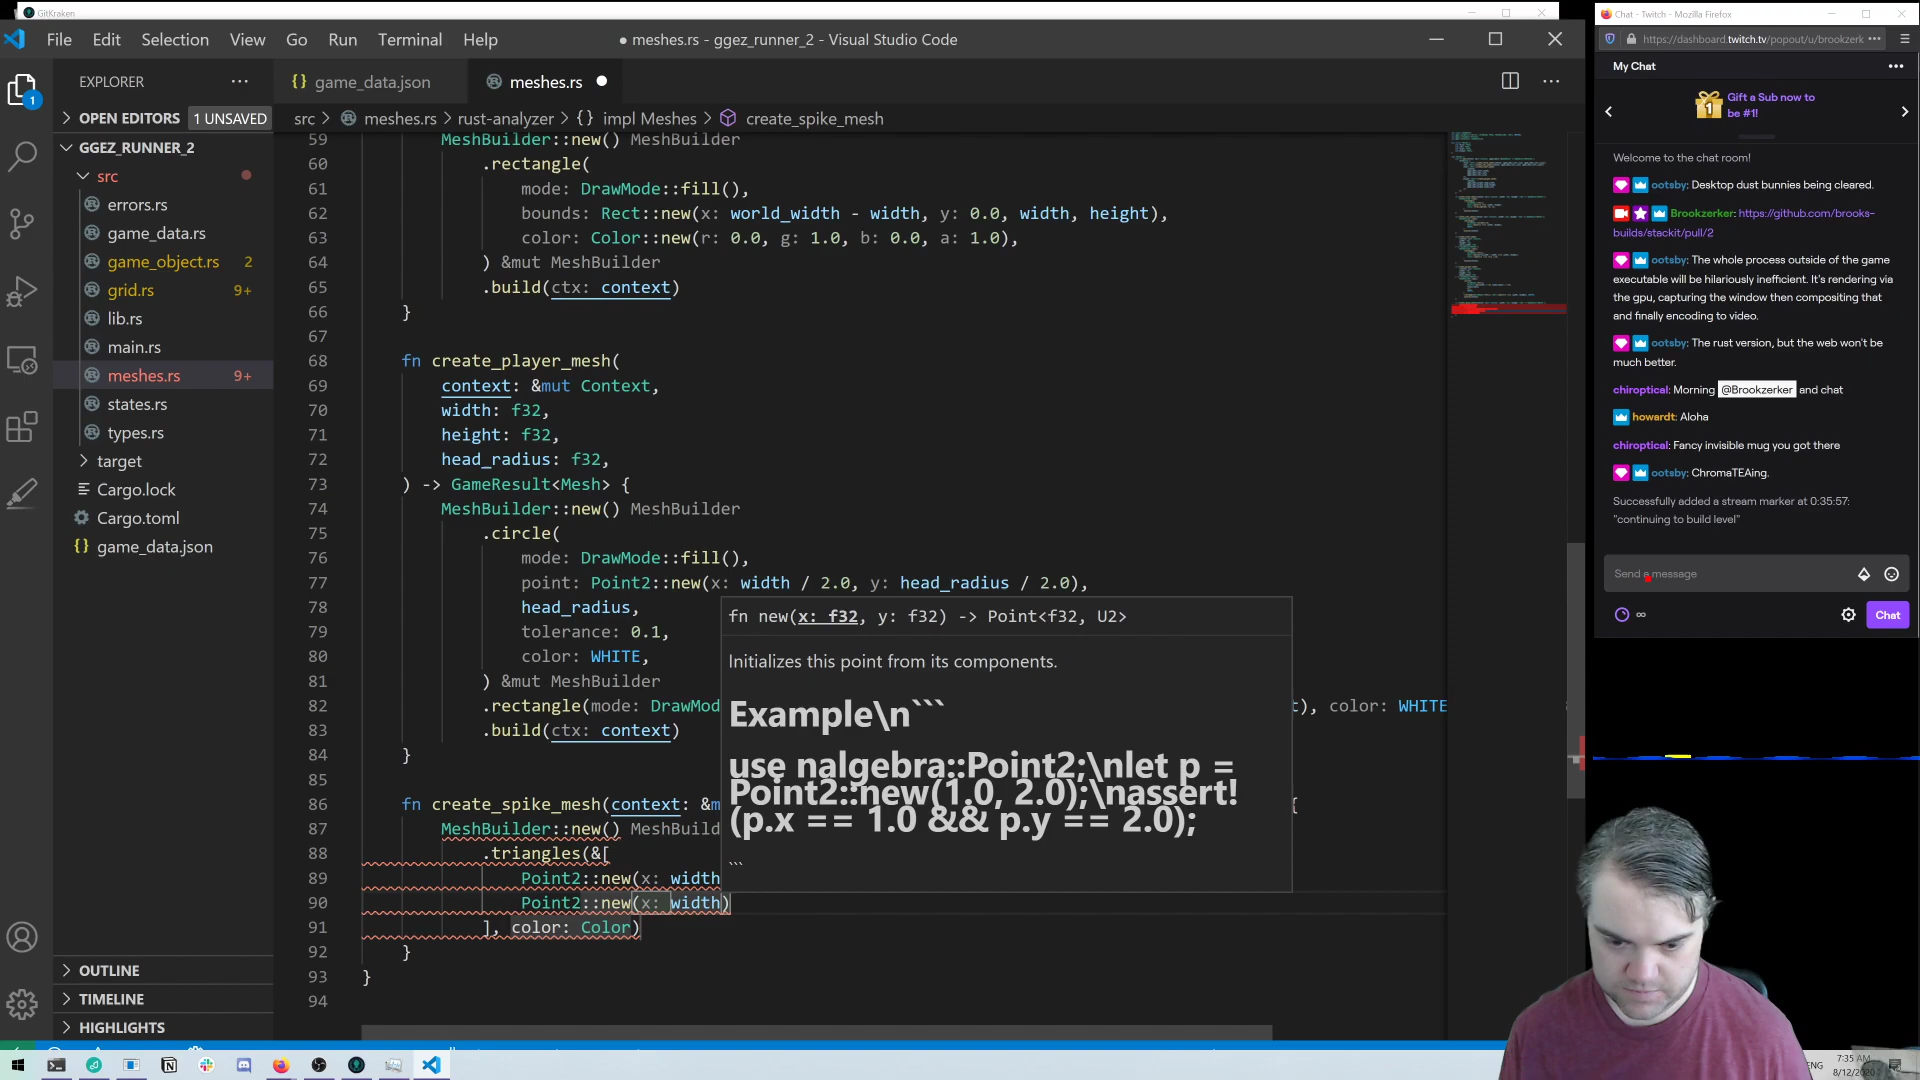 GitKraken
File Edit Selection View Go Run Terminal Help
● meshes.rs - ggez_runner_2 - Visual Studio Code
1
EXPLORER
OPEN EDITORS 1 UNSAVED
GGEZ_RUNNER_2
src
errors.rs
game_data.rs
game_object.rs 2
grid.rs 9+
lib.rs
main.rs
meshes.rs 9+
states.rs
types.rs
target
Cargo.lock
Cargo.toml
{} game_data.json
OUTLINE
TIMELINE
HIGHLIGHTS
{} game_data.json
meshes.rs
src > meshes.rs > rust-analyzer > {} impl Meshes > create_spike_mesh
59 MeshBuilder::new() MeshBuilder
60 .rectangle(
61 mode: DrawMode::fill(),
62 bounds: Rect::new(x: world_width - width, y: 0.0, width, height),
63 color: Color::new(r: 0.0, g: 1.0, b: 0.0, a: 1.0),
64 ) &mut MeshBuilder
65 .build(ctx: context)
66 }
67
68 fn create_player_mesh(
69 context: &mut Context,
70 width: f32,
71 height: f32,
72 head_radius: f32,
73 ) -> GameResult<Mesh> {
74 MeshBuilder::new() MeshBuilder
75 .circle(
76 mode: DrawMode::fill(),
77 point: Point2::new(x: width / 2.0, y: head_radius / 2.0),
78 head_radius,
79 tolerance: 0.1,
80 color: WHITE,
81 ) &mut MeshBuilder
82 .rectangle(mode: DrawMod t), color: WHITE
83 .build(ctx: context)
84 }
85
86 fn create_spike_mesh(context: &m {
87 MeshBuilder::new() MeshBuild
88 .triangles(&[
89 Point2::new(x: width
90 Point2::new(x: width)
91 ], color: Color)
92 }
93 }
94
fn new(x: f32, y: f32) -> Point<f32, U2>
Initializes this point from its components.
Example\n```
use nalgebra::Point2;\nlet p =
Point2::new(1.0, 2.0);\nassert!
(p.x == 1.0 && p.y == 2.0);
```
Chat - Twitch - Mozilla Firefox
https://dashboard.twitch.tv/popout/u/brookzerk
My Chat
1
Gift a Sub now to
be #1!
Welcome to the chat room!
ootsby: Desktop dust bunnies being cleared.
Brookzerker: https://github.com/brooks-
builds/stackit/pull/2
ootsby: The whole process outside of the game
executable will be hilariously inefficient. It's rendering via
the gpu, capturing the window then compositing that
and finally encoding to video.
ootsby: The rust version, but the web won't be
much better.
chiroptical: Morning @Brookzerker and chat
howardt: Aloha
chiroptical: Fancy invisible mug you got there
ootsby: ChromaTEAing.
Successfully added a stream marker at 0:35:57:
"continuing to build level"
Send a message
∞
Chat
ENG
7:35 AM